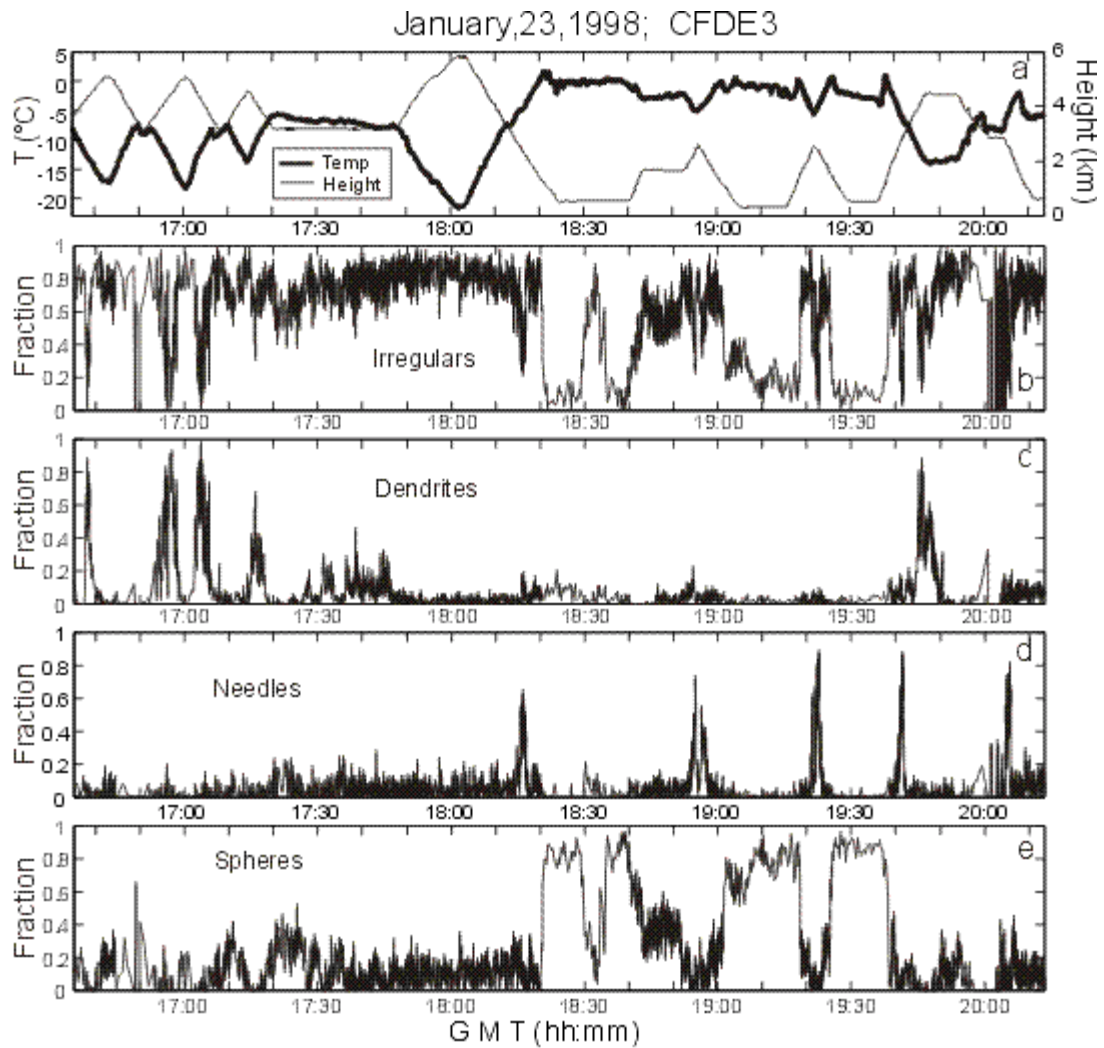 January,23,1998; CFDE3
5
0
-5
-10
-15
-20
T (°C)
6
4
2
0
Height (km)
a
Temp
Height
17:00 17:30 18:00 18:30 19:00 19:30 20:00
1
0.8
0.6
0.4
0.2
0
Fraction
Irregulars
b
17:00 17:30 18:00 18:30 19:00 19:30 20:00
1
0.8
0.6
0.4
0.2
0
Fraction
Dendrites
c
17:00 17:30 18:00 18:30 19:00 19:30 20:00
1
0.8
0.6
0.4
0.2
0
Fraction
Needles
d
17:00 17:30 18:00 18:30 19:00 19:30 20:00
1
0.8
0.6
0.4
0.2
0
Fraction
Spheres
e
17:00 17:30 18:00 18:30 19:00 19:30 20:00
G M T (hh:mm)